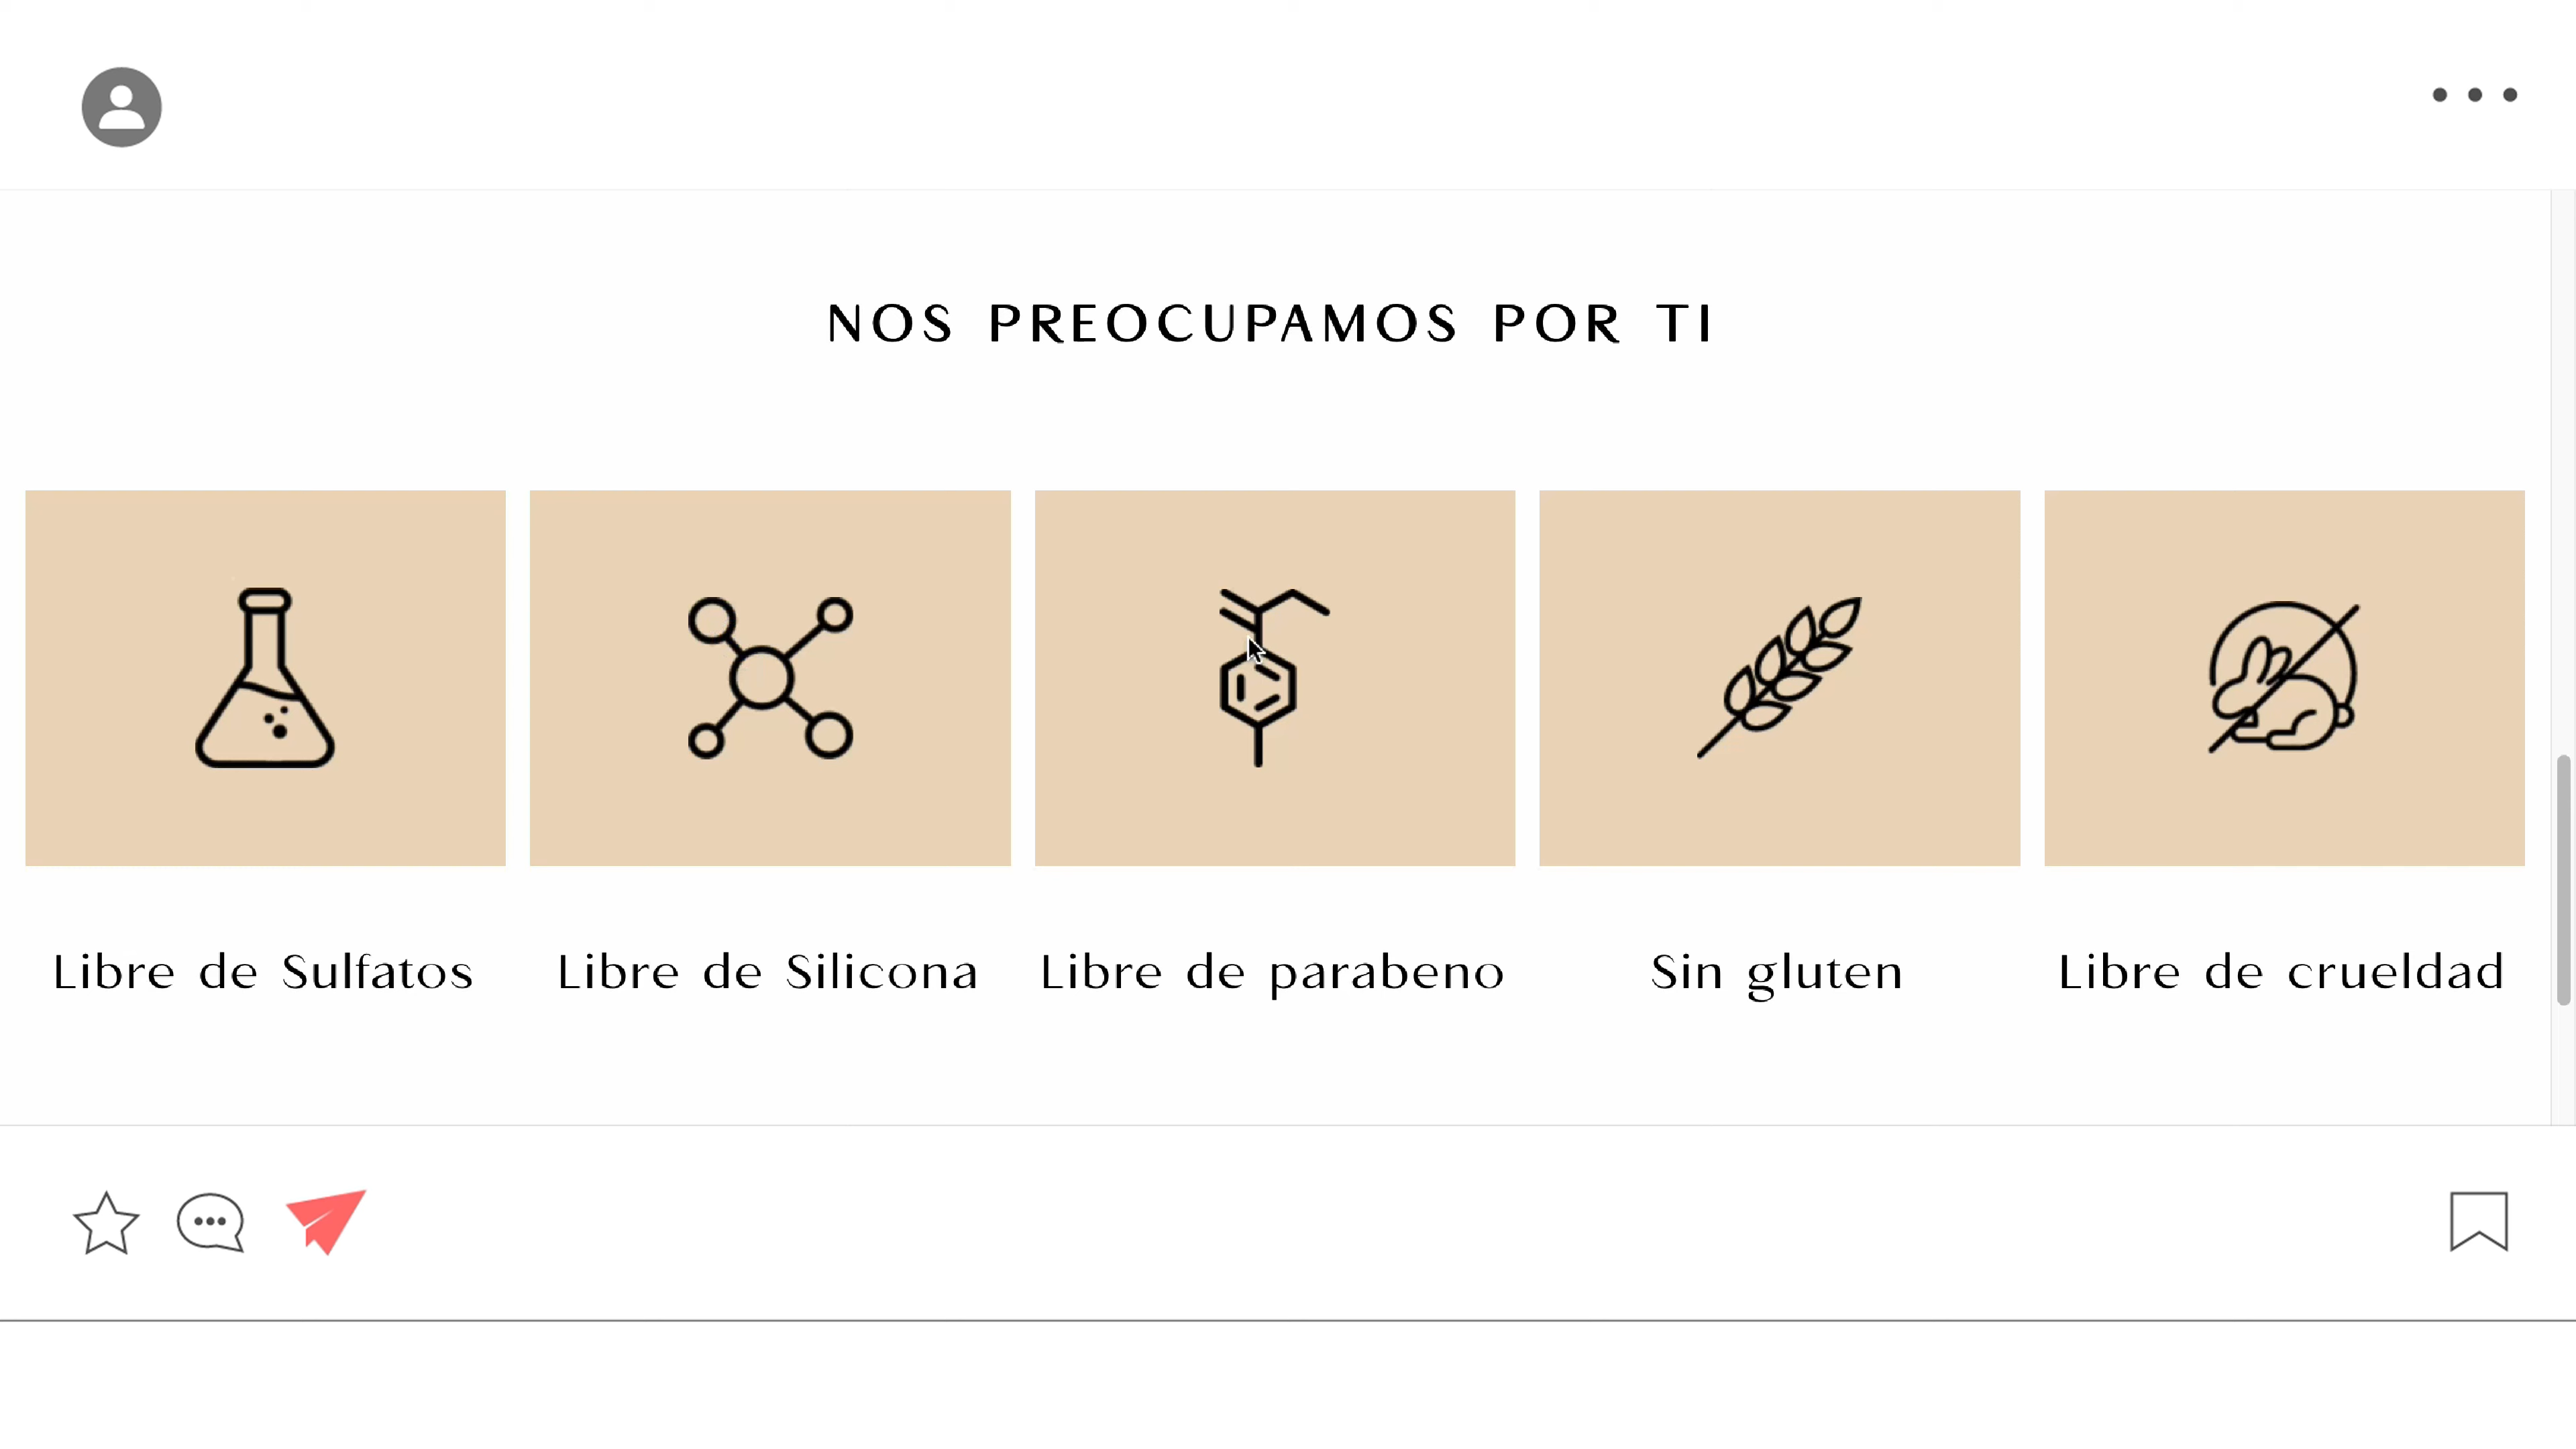 NOS PREOCUPAMOS POR TI
Libre de Sulfatos
Libre de Silicona
Libre de parabeno
Sin gluten
Libre de crueldad